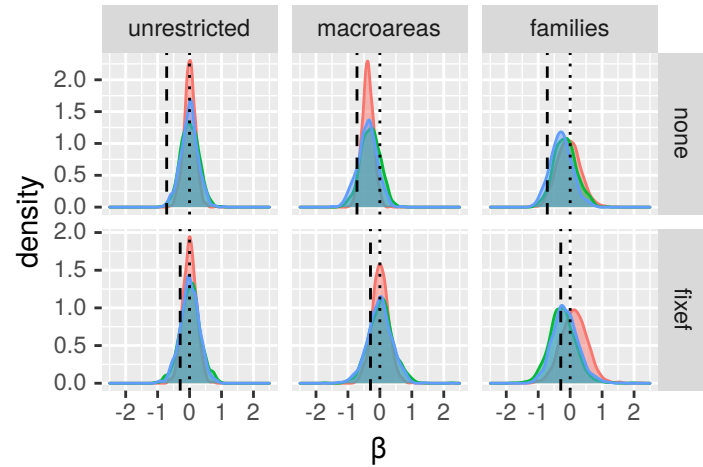 unrestricted macroareas families
2.0
1.5
1.0
0.5
0.0
none
2.0
1.5
1.0
0.5
0.0
fixef
density
-2 -1 0 1 2 -2 -1 0 1 2 -2 -1 0 1 2
β